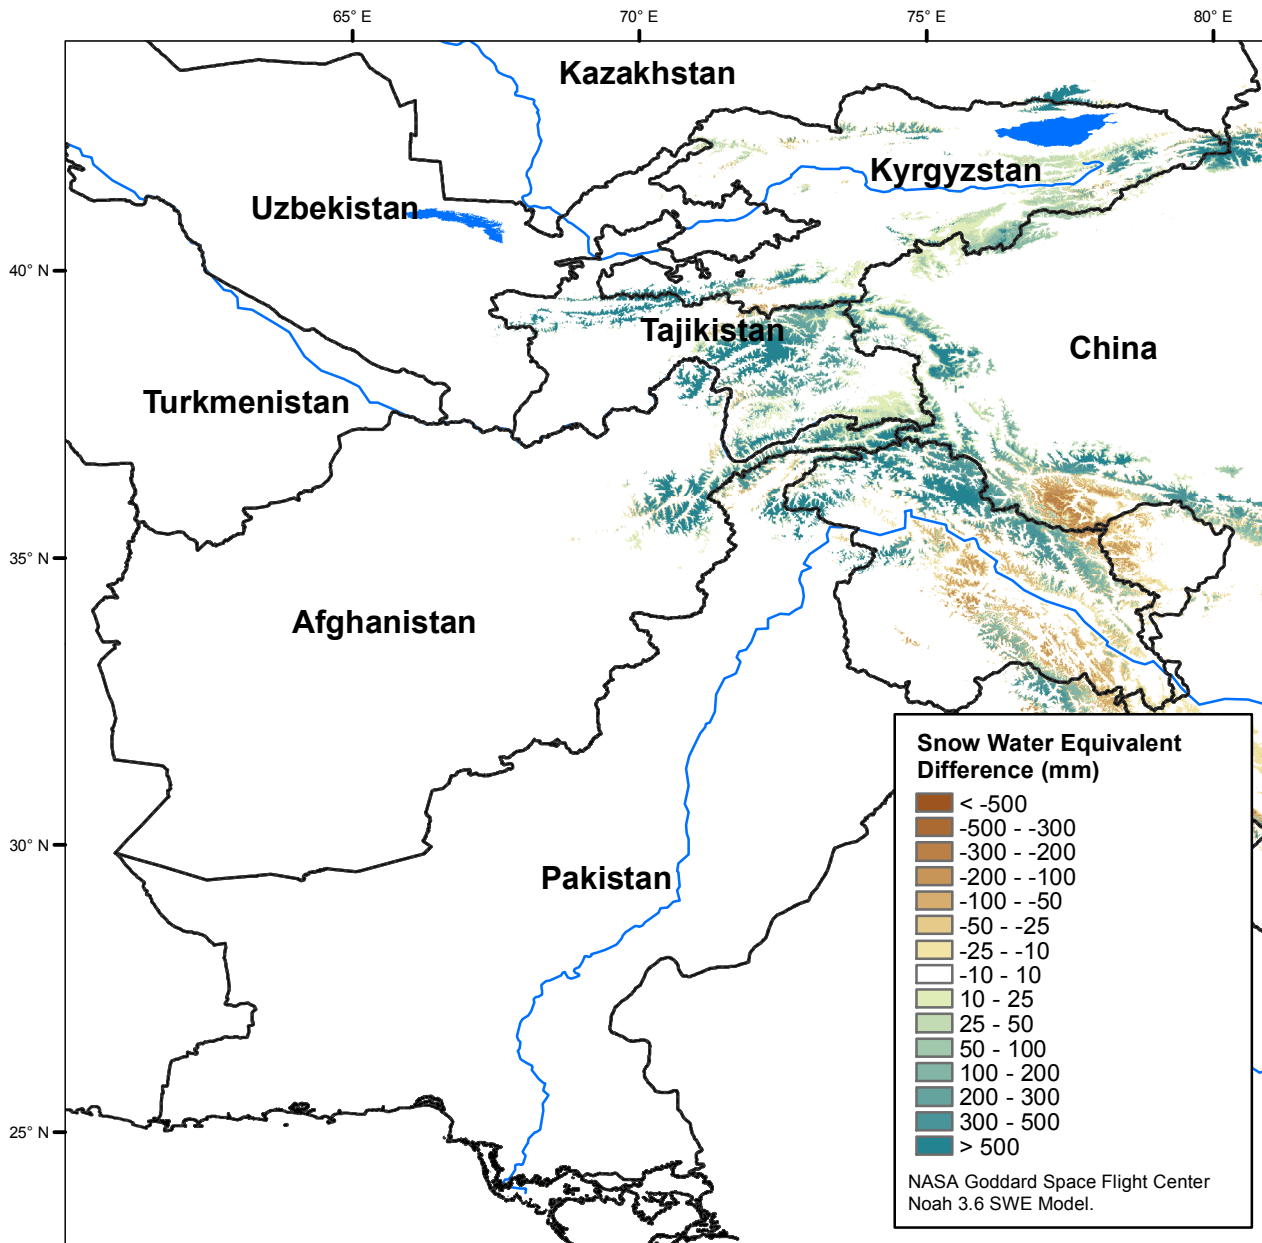 65° E
70° E
75° E
80° E
Kazakhstan
Kyrgyzstan
Uzbekistan
40° N
Tajikistan
China
Turkmenistan
35° N
Afghanistan
30° N
Pakistan
25° N
Snow Water Equivalent
Difference (mm)
< -500
-500 - -300
-300 - -200
-200 - -100
-100 - -50
-50 - -25
-25 - -10
-10 - 10
10 - 25
25 - 50
50 - 100
100 - 200
200 - 300
300 - 500
> 500
NASA Goddard Space Flight Center
Noah 3.6 SWE Model.